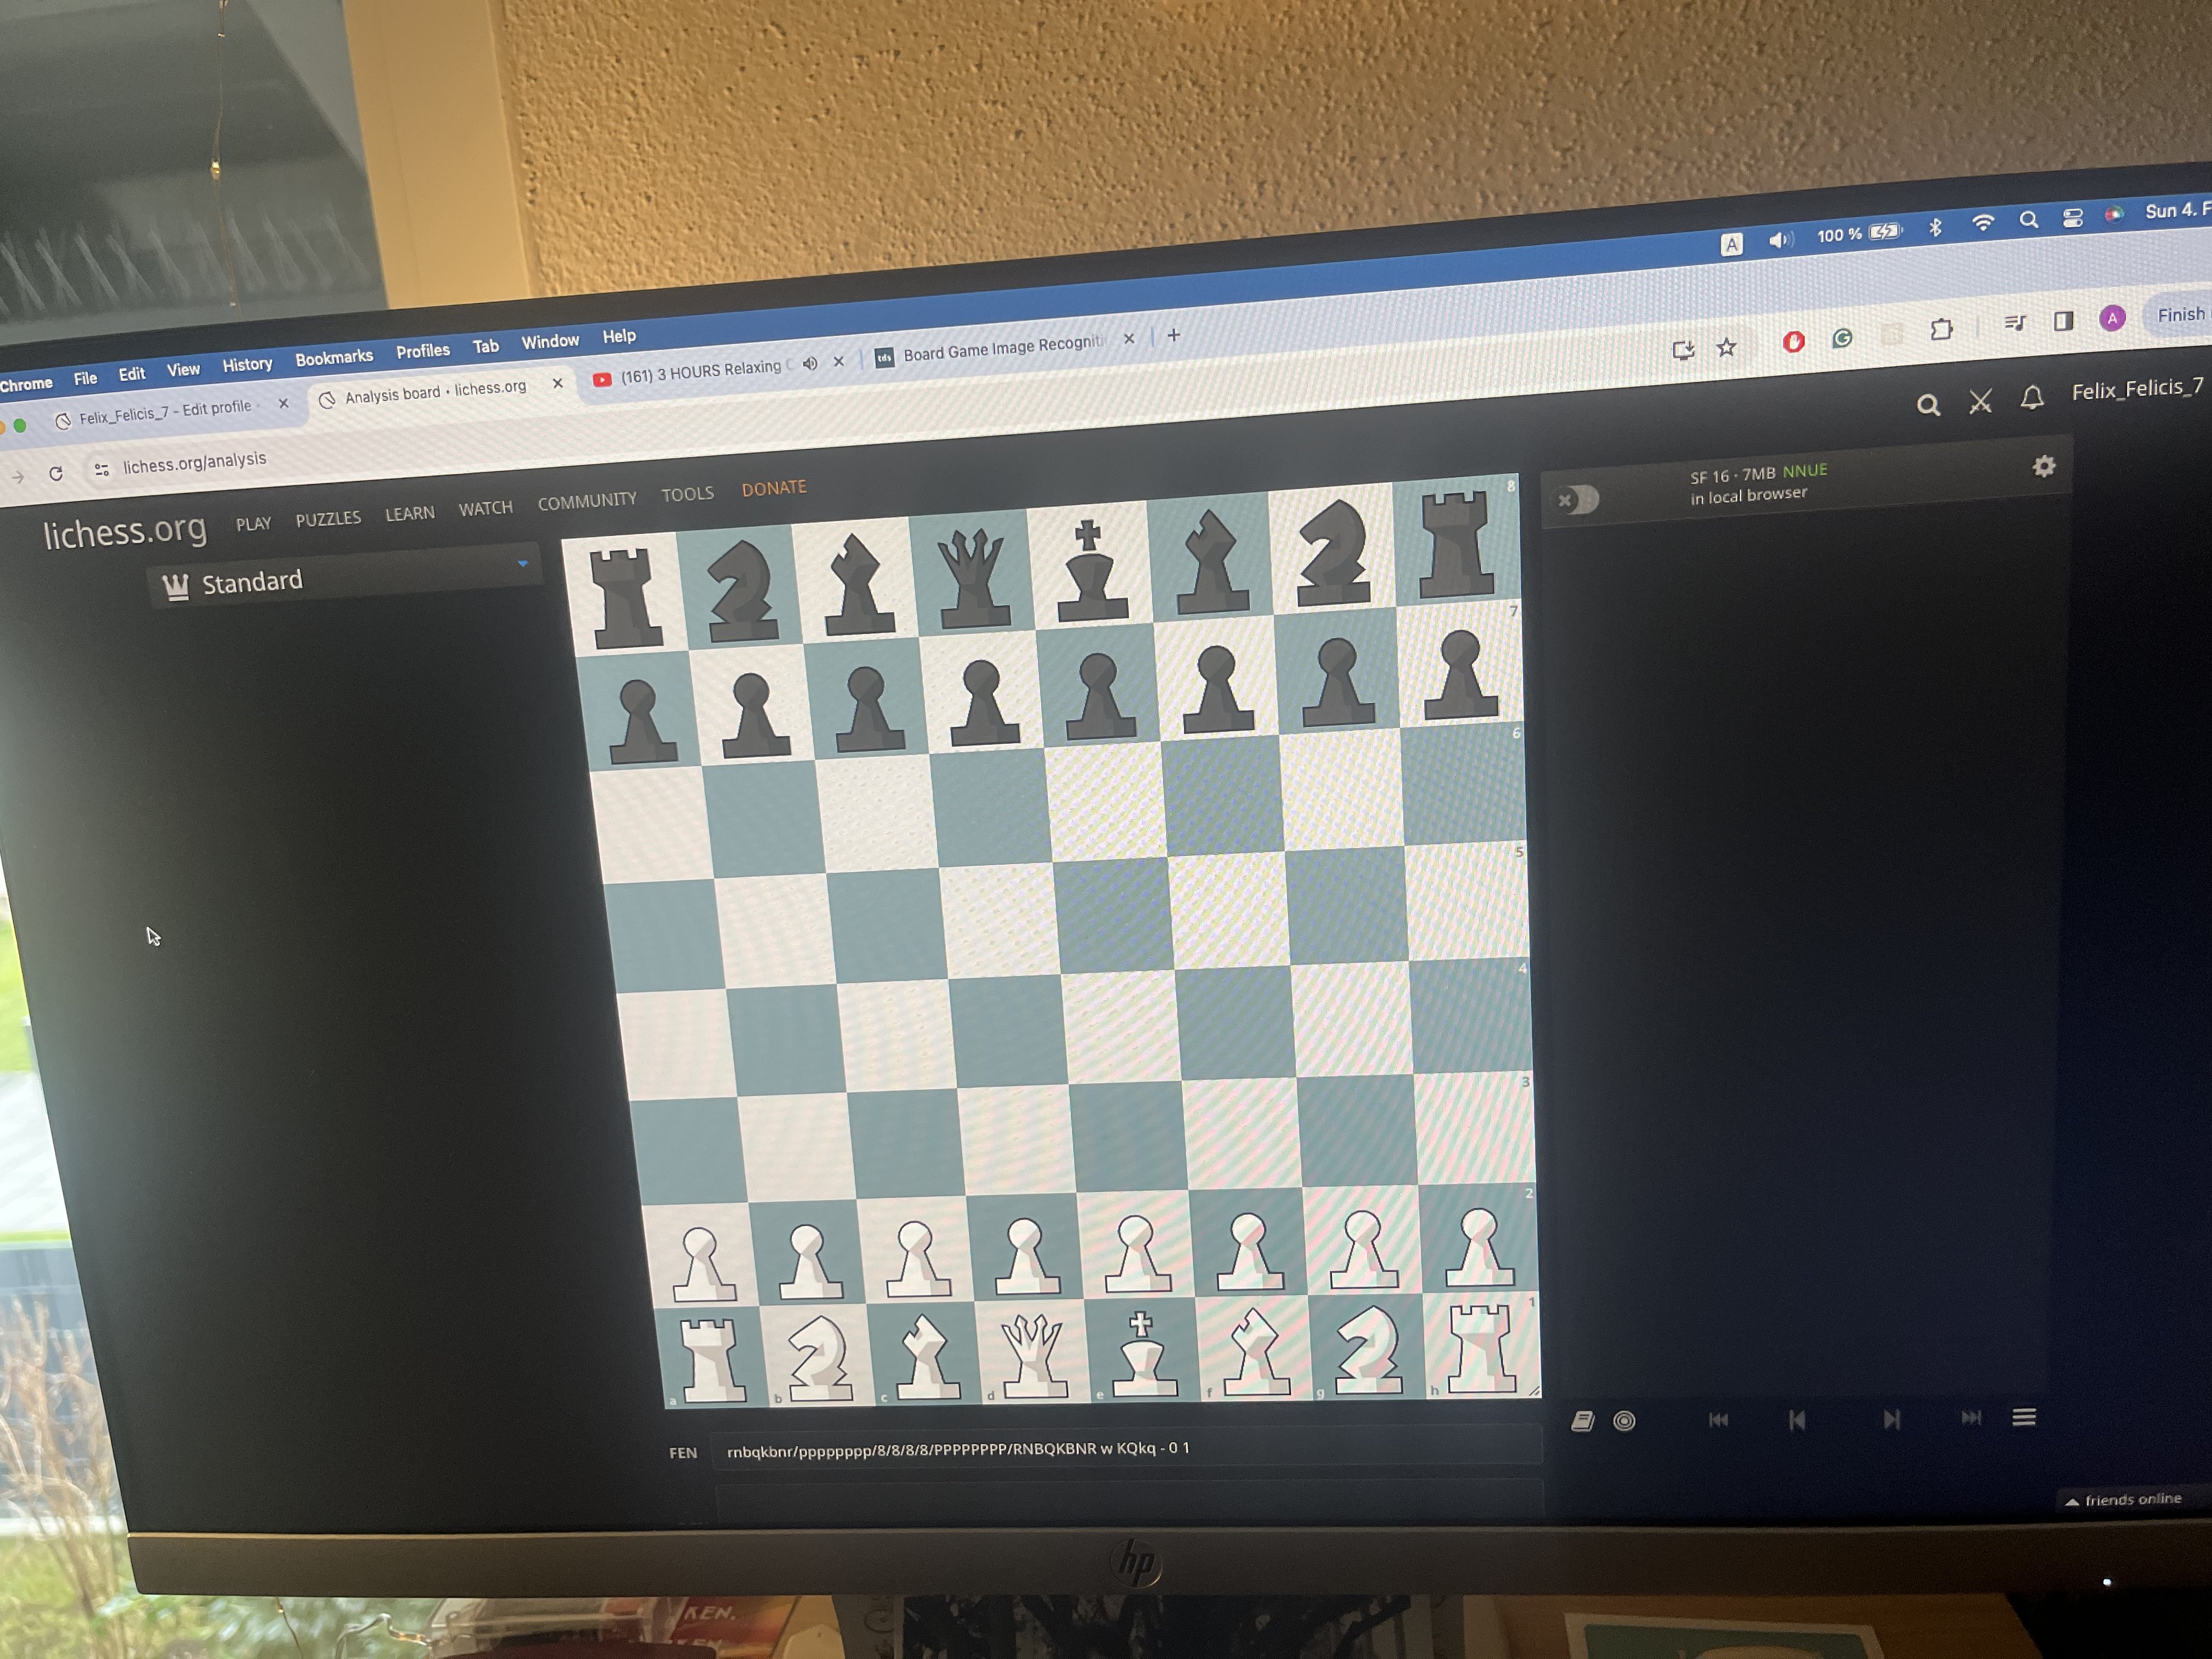 Chrome File Edit View History Bookmarks Profiles Tab Window Help
A 100 % Sun 4. F
Felix_Felicis_7 - Edit profile
Analysis board • lichess.org
(161) 3 HOURS Relaxing
tds Board Game Image Recogniti
lichess.org/analysis
A Finish
lichess.org PLAY PUZZLES LEARN WATCH COMMUNITY TOOLS DONATE
Felix_Felicis_7
Standard
SF 16 - 7MB NNUE
in local browser
8
7
6
5
4
3
2
1
a b c d e f g h
FEN rnbqkbnr/pppppppp/8/8/8/8/PPPPPPPP/RNBQKBNR w KQkq - 0 1
friends online
hp
KEN.